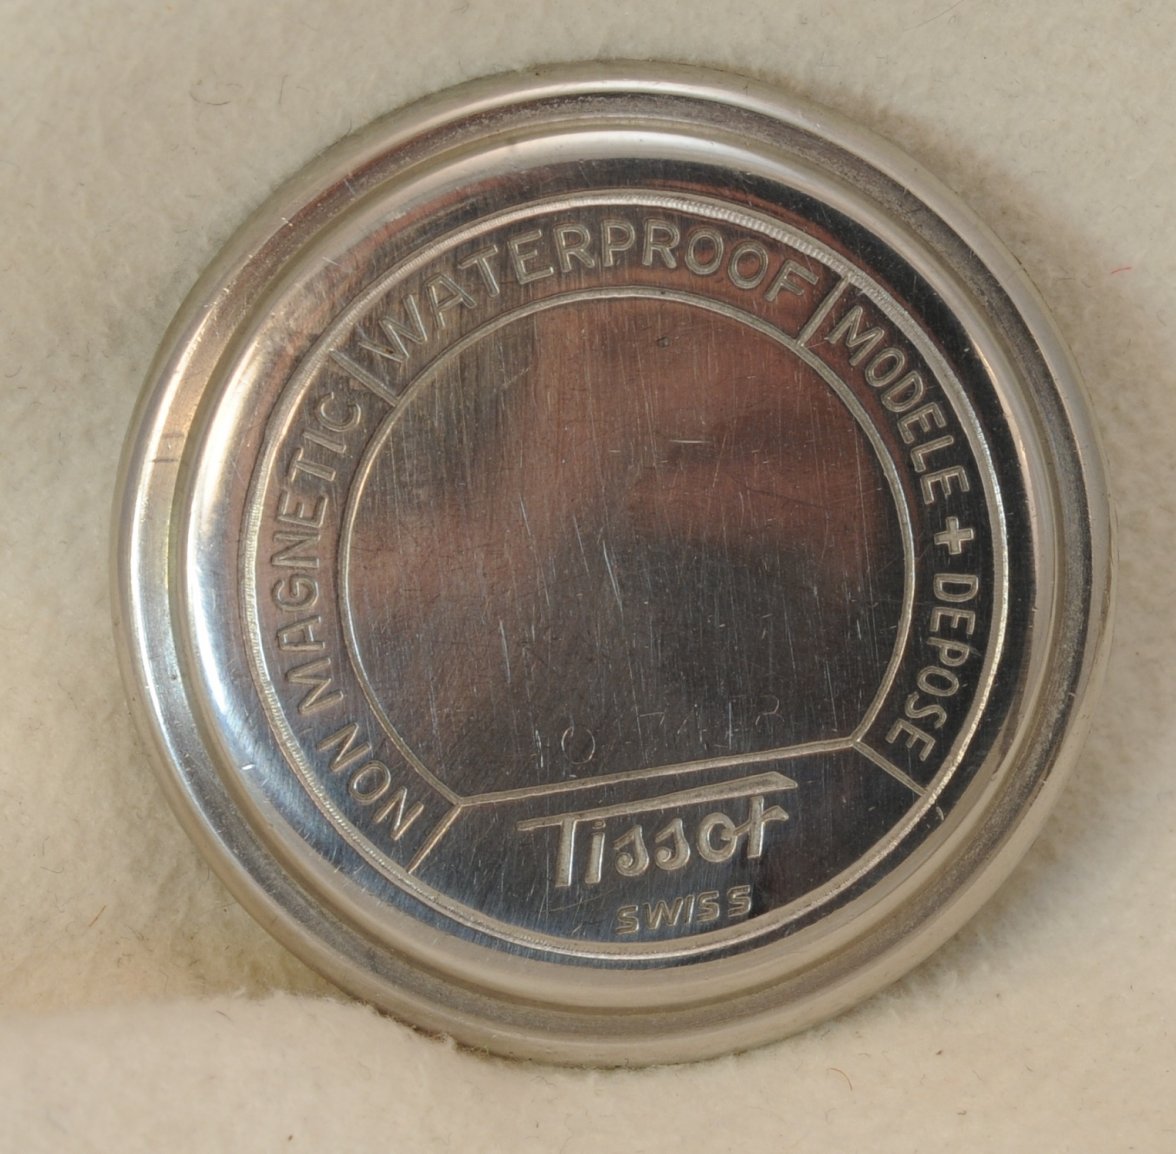 NON MAGNETIC
WATERPROOF
MODELE + DEPOSE
Tissot
SWISS